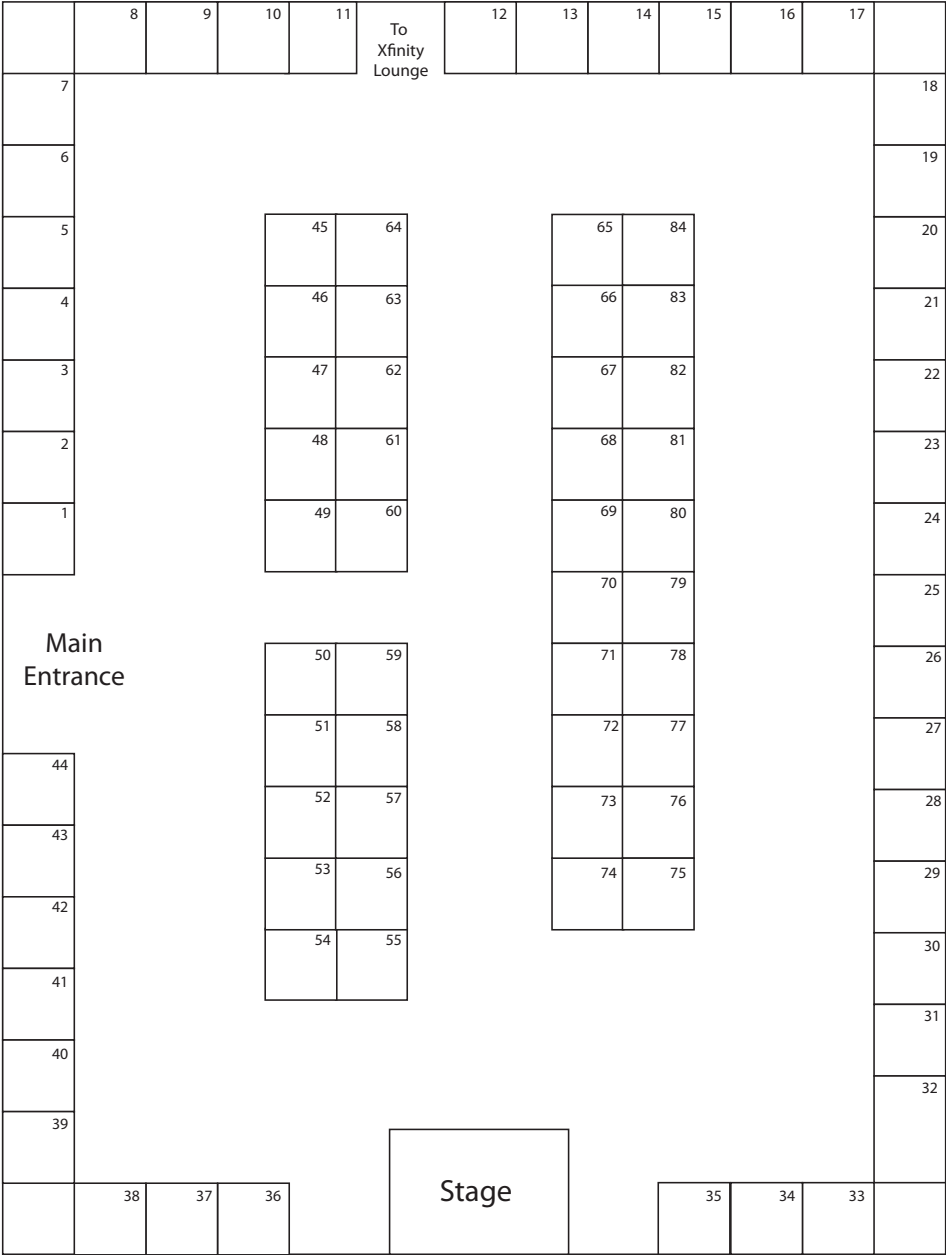 8 9 10 11 12 13 14 15 16 17
To
Xfinity
Lounge
7 18
6 19
5 45 64 65 84 20
4 46 63 66 83 21
3 47 62 67 82 22
2 48 61 68 81 23
1 49 60 69 80 24
70 79 25
Main
Entrance
50 59 71 78 26
51 58 72 77 27
44 52 57 73 76 28
43 53 56 74 75 29
42 54 55 30
41 31
40 32
39
Stage
38 37 36 35 34 33